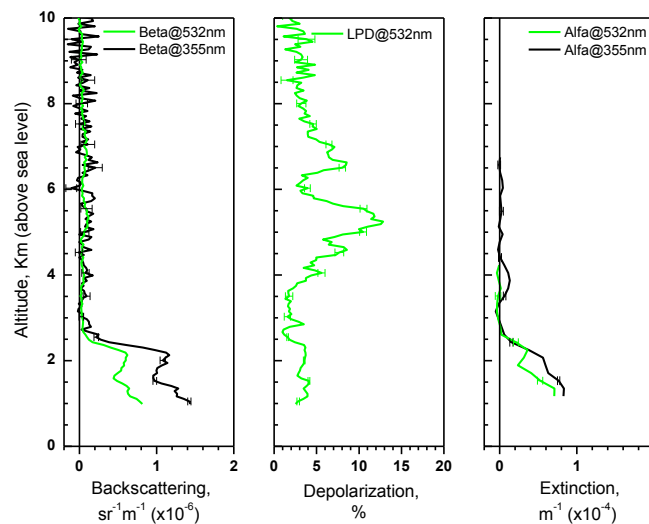 Beta@532nm
Beta@355nm
LPD@532nm
Alfa@532nm
Alfa@355nm
Altitude, Km (above sea level)
10
8
6
4
2
0
0 1 2
0 5 10 15 20
0 1
Backscattering,
sr⁻¹m⁻¹ (x10⁻⁶)
Depolarization,
%
Extinction,
m⁻¹ (x10⁻⁴)